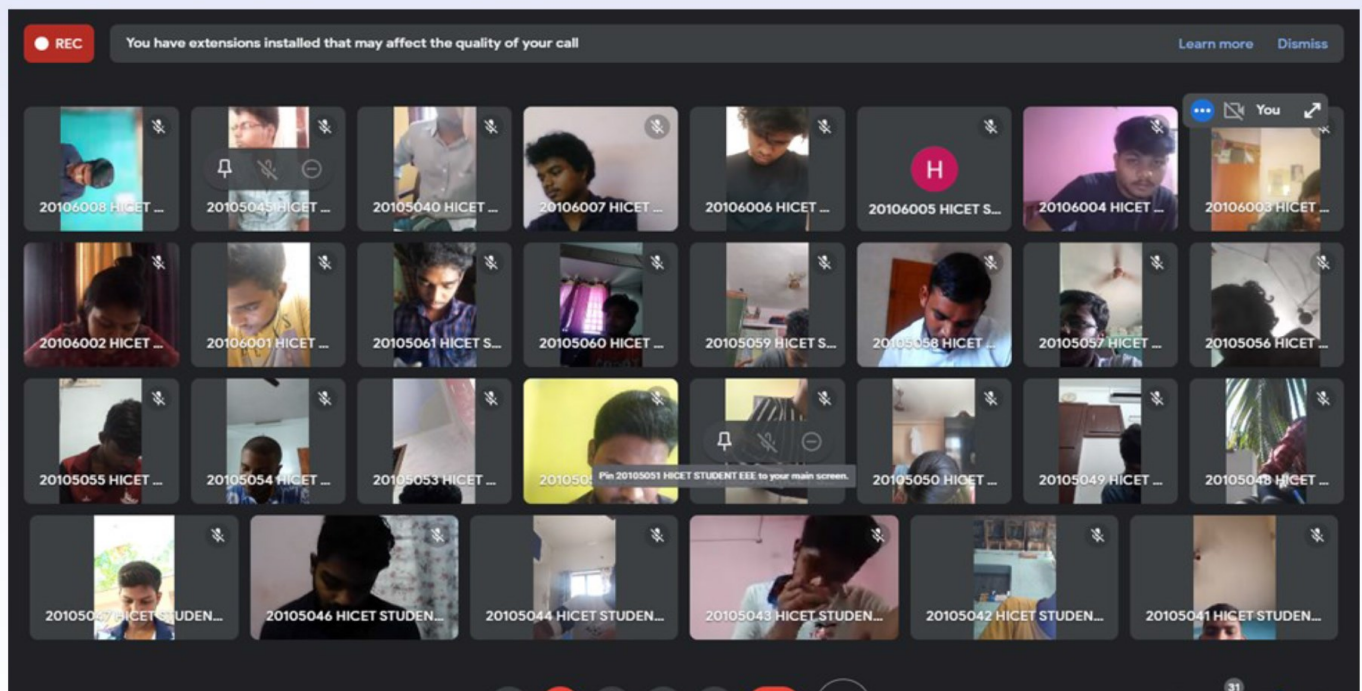 REC You have extensions installed that may affect the quality of your call Learn more Dismiss
You
H
20106008 HICET ... 20105045 HICET ... 20105040 HICET ... 20106007 HICET ... 20106006 HICET ... 20106005 HICET S... 20106004 HICET ... 20106003 HICET ...
20106002 HICET ... 20106001 HICET ... 20105061 HICET S... 20105060 HICET ... 20105059 HICET S... 20105058 HICET ... 20105057 HICET ... 20105056 HICET ...
Pin 20105051 HICET STUDENT EEE to your main screen.
20105055 HICET ... 20105054 HICET ... 20105053 HICET ... 20105050 HICET ... 20105049 HICET ... 20105048 HICET ...
20105047 HICET STUDEN... 20105046 HICET STUDEN... 20105044 HICET STUDEN... 20105043 HICET STUDEN... 20105042 HICET STUDEN... 20105041 HICET STUDEN...
31